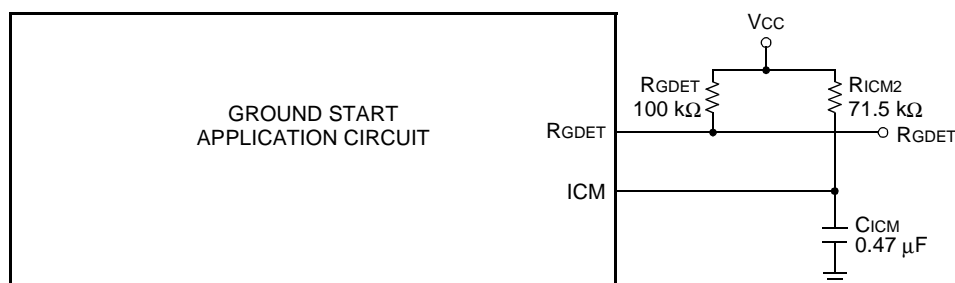 VCC
RGDET
100 kΩ
RICM2
71.5 kΩ
GROUND START
APPLICATION CIRCUIT
RGDET
RGDET
ICM
CICM
0.47 μF